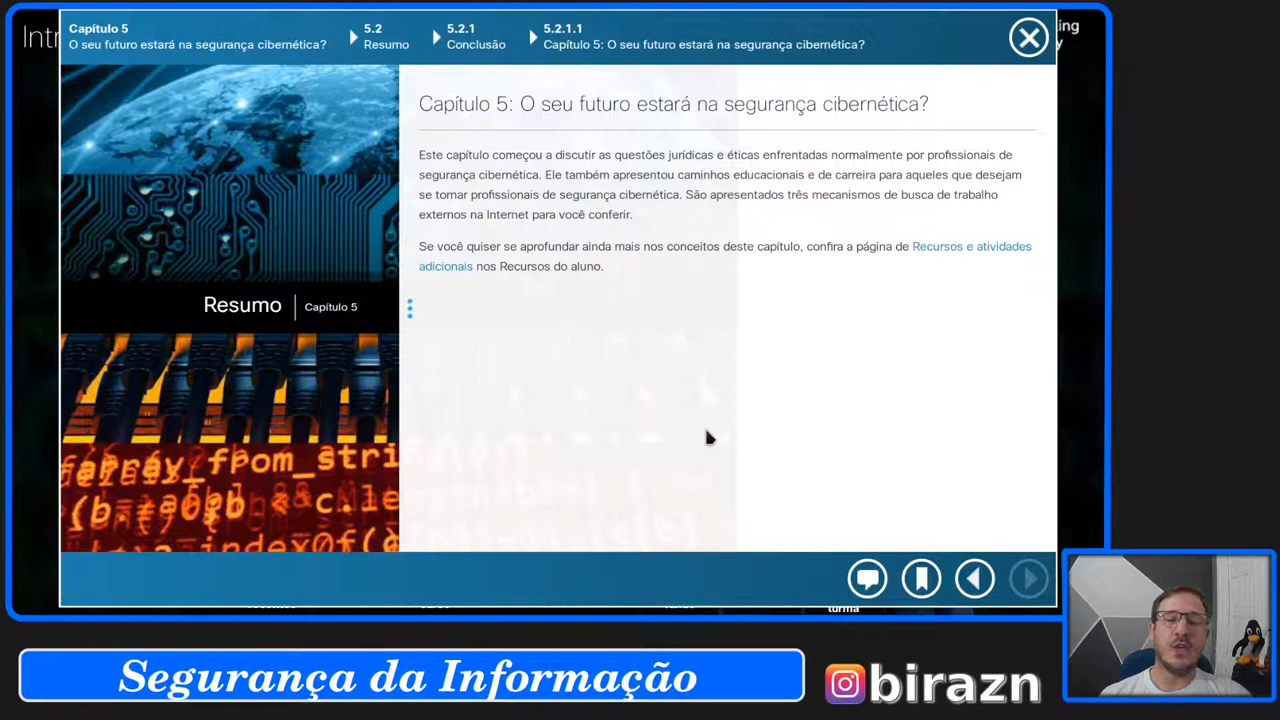 Intr
king
y
Capítulo 5
O seu futuro estará na segurança cibernética?
5.2
Resumo
5.2.1
Conclusão
5.2.1.1
Capítulo 5: O seu futuro estará na segurança cibernética?
Capítulo 5: O seu futuro estará na segurança cibernética?
Este capítulo começou a discutir as questões jurídicas e éticas enfrentadas normalmente por profissionais de
segurança cibernética. Ele também apresentou caminhos educacionais e de carreira para aqueles que desejam
se tornar profissionais de segurança cibernética. São apresentados três mecanismos de busca de trabalho
externos na Internet para você conferir.
Se você quiser se aprofundar ainda mais nos conceitos deste capítulo, confira a página de Recursos e atividades
adicionais nos Recursos do aluno.
Resumo
Capítulo 5
turma
Segurança da Informação
birazn